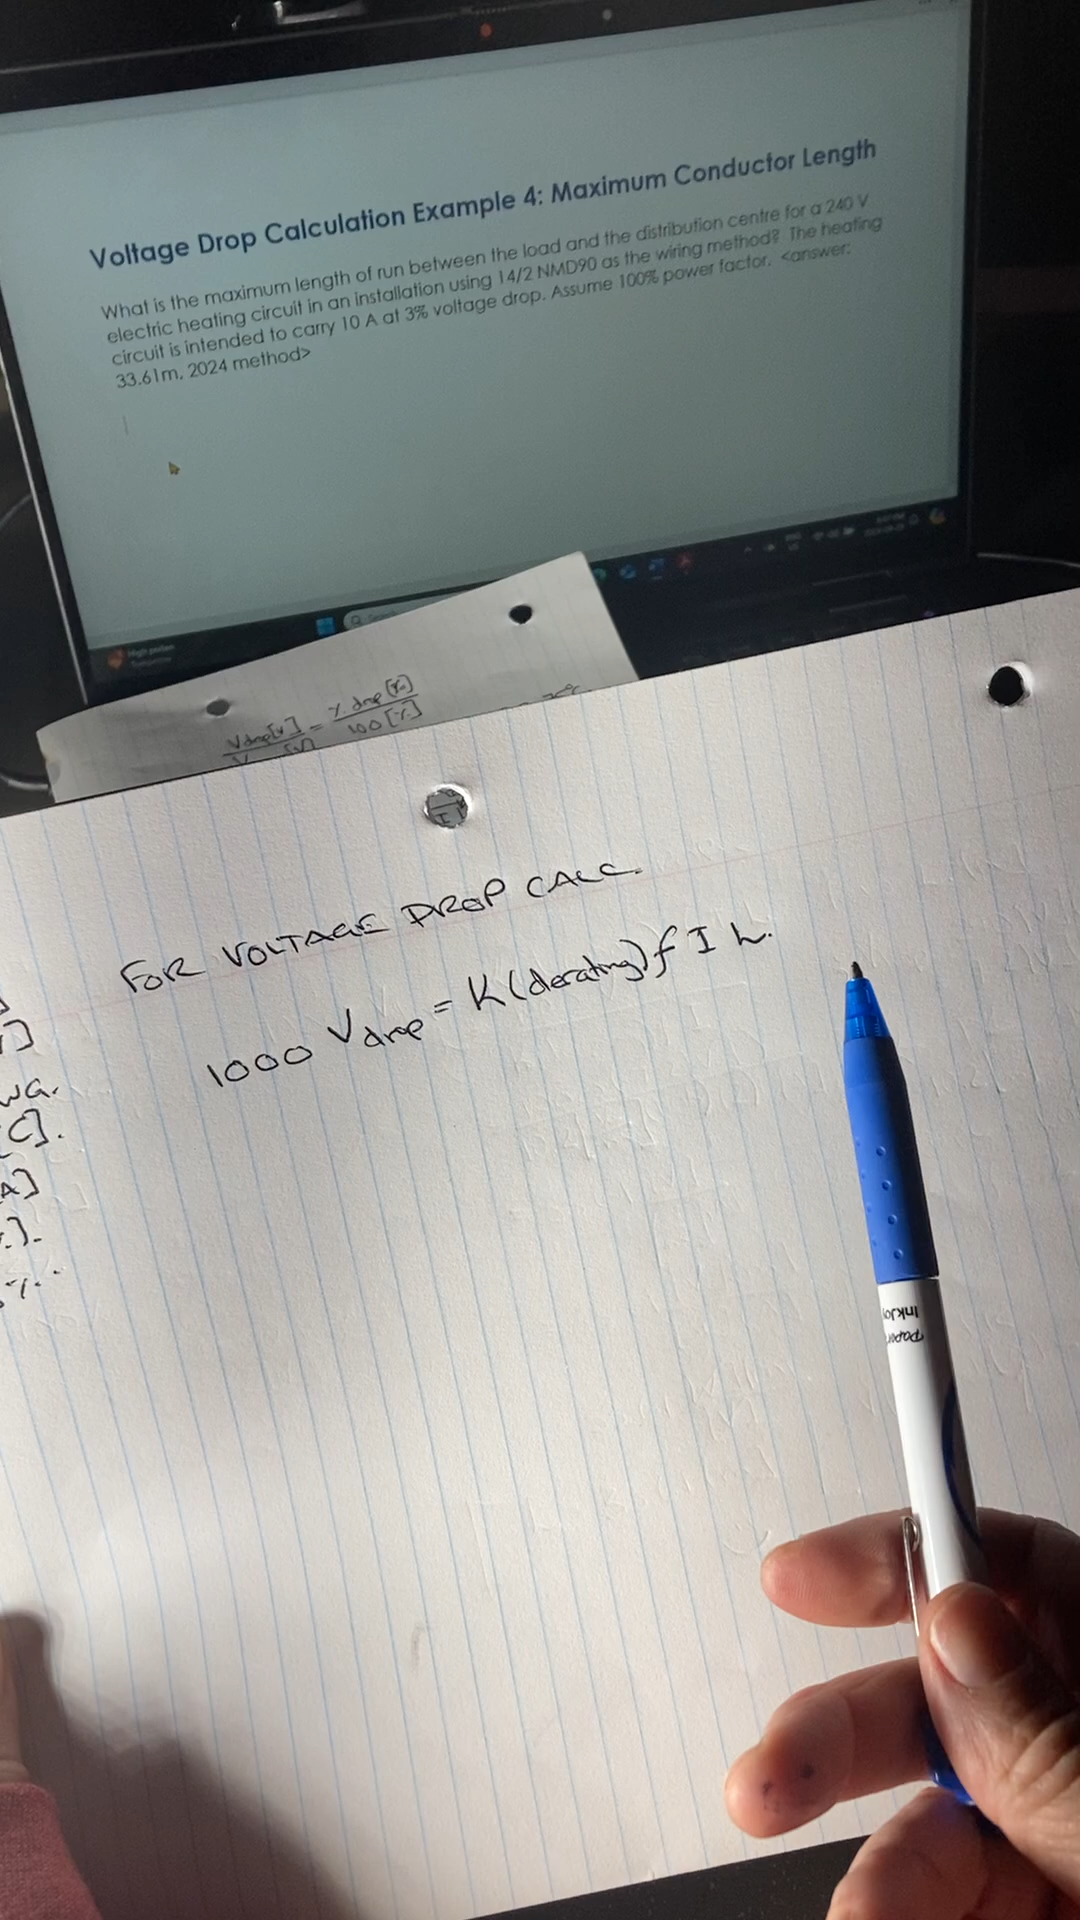 Voltage Drop Calculation Example 4: Maximum Conductor Length
What is the maximum length of run between the load and the distribution centre for a 240 V
electric heating circuit in an installation using 14/2 NMD90 as the wiring method? The heating
circuit is intended to carry 10 A at 3% voltage drop. Assume 100% power factor. <answer:
33.61m, 2024 method>
Vdrop[V] = %drop[%]
100[%]
FOR VOLTAGE DROP CALC.
1000 Vdrop = K(derating) f I L.
C].
A]